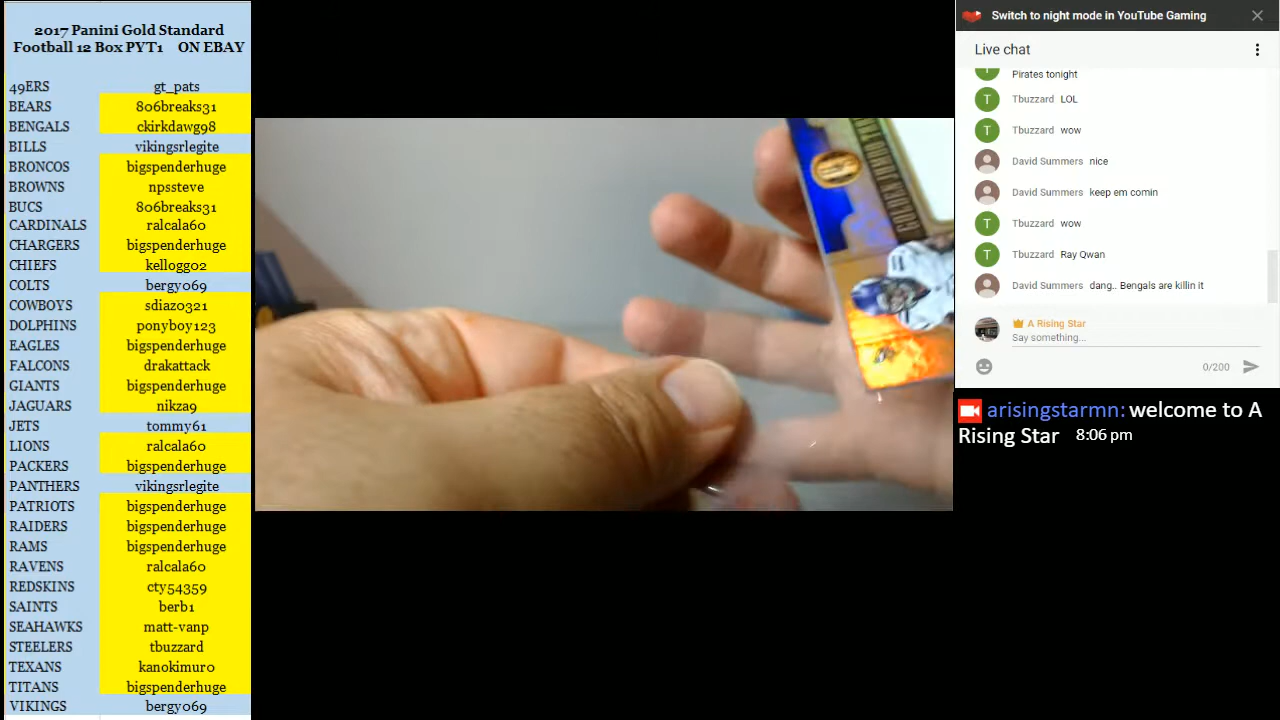 2017 Panini Gold Standard
Football 12 Box PYT1 ON EBAY
49ERS gt_pats
BEARS 806breaks31
BENGALS ckirkdawg98
BILLS vikingsrlegite
BRONCOS bigspenderhuge
BROWNS npssteve
BUCS 806breaks31
CARDINALS ralcala60
CHARGERS bigspenderhuge
CHIEFS kellogg02
COLTS bergy069
COWBOYS sdiaz0321
DOLPHINS ponyboy123
EAGLES bigspenderhuge
FALCONS drakattack
GIANTS bigspenderhuge
JAGUARS nikza9
JETS tommy61
LIONS ralcala60
PACKERS bigspenderhuge
PANTHERS vikingsrlegite
PATRIOTS bigspenderhuge
RAIDERS bigspenderhuge
RAMS bigspenderhuge
RAVENS ralcala60
REDSKINS cty54359
SAINTS berb1
SEAHAWKS matt-vanp
STEELERS tbuzzard
TEXANS kanokimuro
TITANS bigspenderhuge
VIKINGS bergy069
GOLDEN DEBUT
Switch to night mode in YouTube Gaming
Live chat
T Pirates tonight
T Tbuzzard LOL
T Tbuzzard wow
David Summers nice
David Summers keep em comin
T Tbuzzard wow
T Tbuzzard Ray Qwan
David Summers dang.. Bengals are killin it
A Rising Star
Say something...
0/200
arisingstarmn: welcome to A
Rising Star 8:06 pm